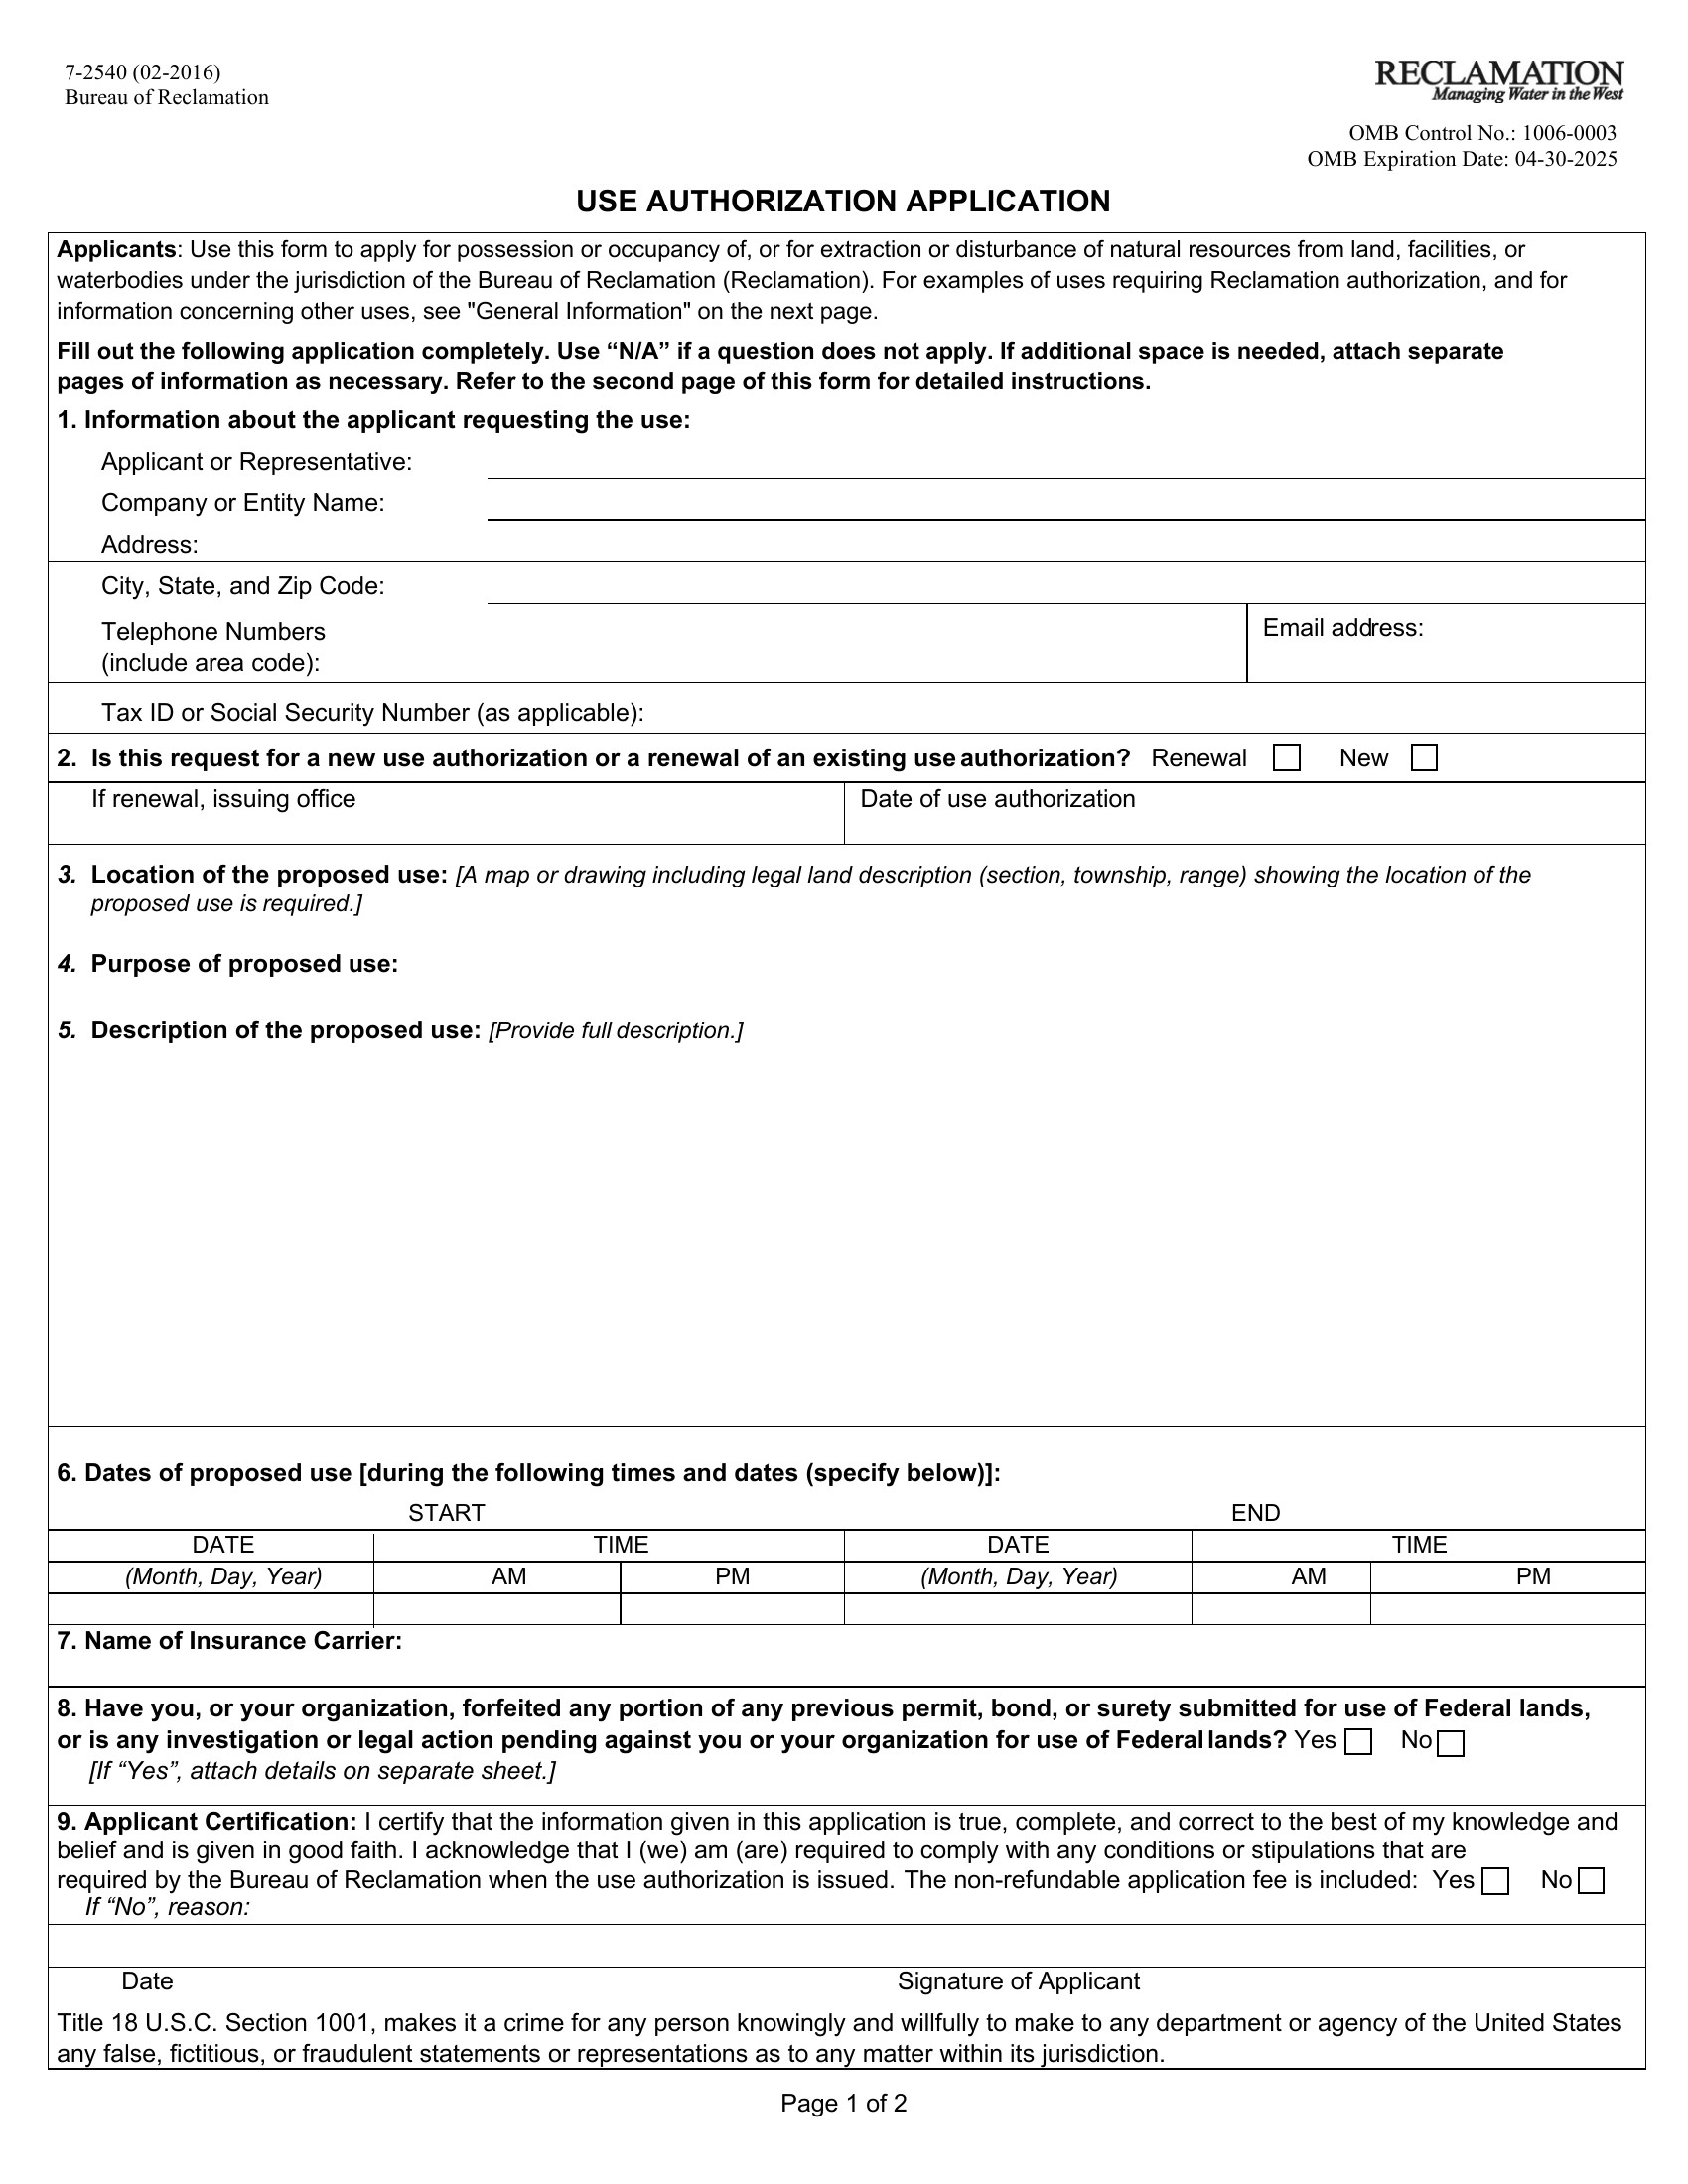 7-2540 (02-2016)
Bureau of Reclamation
RECLAMATION
Managing Water in the West
OMB Control No.: 1006-0003
OMB Expiration Date: 04-30-2025
USE AUTHORIZATION APPLICATION
Applicants: Use this form to apply for possession or occupancy of, or for extraction or disturbance of natural resources from land, facilities, or
waterbodies under the jurisdiction of the Bureau of Reclamation (Reclamation). For examples of uses requiring Reclamation authorization, and for
information concerning other uses, see "General Information" on the next page.
Fill out the following application completely. Use “N/A” if a question does not apply. If additional space is needed, attach separate
pages of information as necessary. Refer to the second page of this form for detailed instructions.
1. Information about the applicant requesting the use:
Applicant or Representative:
Company or Entity Name:
Address:
City, State, and Zip Code:
Telephone Numbers
(include area code):
Email address:
Tax ID or Social Security Number (as applicable):
2. Is this request for a new use authorization or a renewal of an existing use authorization? Renewal New
If renewal, issuing office
Date of use authorization
3. Location of the proposed use: [A map or drawing including legal land description (section, township, range) showing the location of the
proposed use is required.]
4. Purpose of proposed use:
5. Description of the proposed use: [Provide full description.]
6. Dates of proposed use [during the following times and dates (specify below)]:
START END
DATE TIME DATE TIME
(Month, Day, Year) AM PM (Month, Day, Year) AM PM
7. Name of Insurance Carrier:
8. Have you, or your organization, forfeited any portion of any previous permit, bond, or surety submitted for use of Federal lands,
or is any investigation or legal action pending against you or your organization for use of Federal lands? Yes No
[If “Yes”, attach details on separate sheet.]
9. Applicant Certification: I certify that the information given in this application is true, complete, and correct to the best of my knowledge and
belief and is given in good faith. I acknowledge that I (we) am (are) required to comply with any conditions or stipulations that are
required by the Bureau of Reclamation when the use authorization is issued. The non-refundable application fee is included: Yes No
If “No”, reason:
Date Signature of Applicant
Title 18 U.S.C. Section 1001, makes it a crime for any person knowingly and willfully to make to any department or agency of the United States
any false, fictitious, or fraudulent statements or representations as to any matter within its jurisdiction.
Page 1 of 2